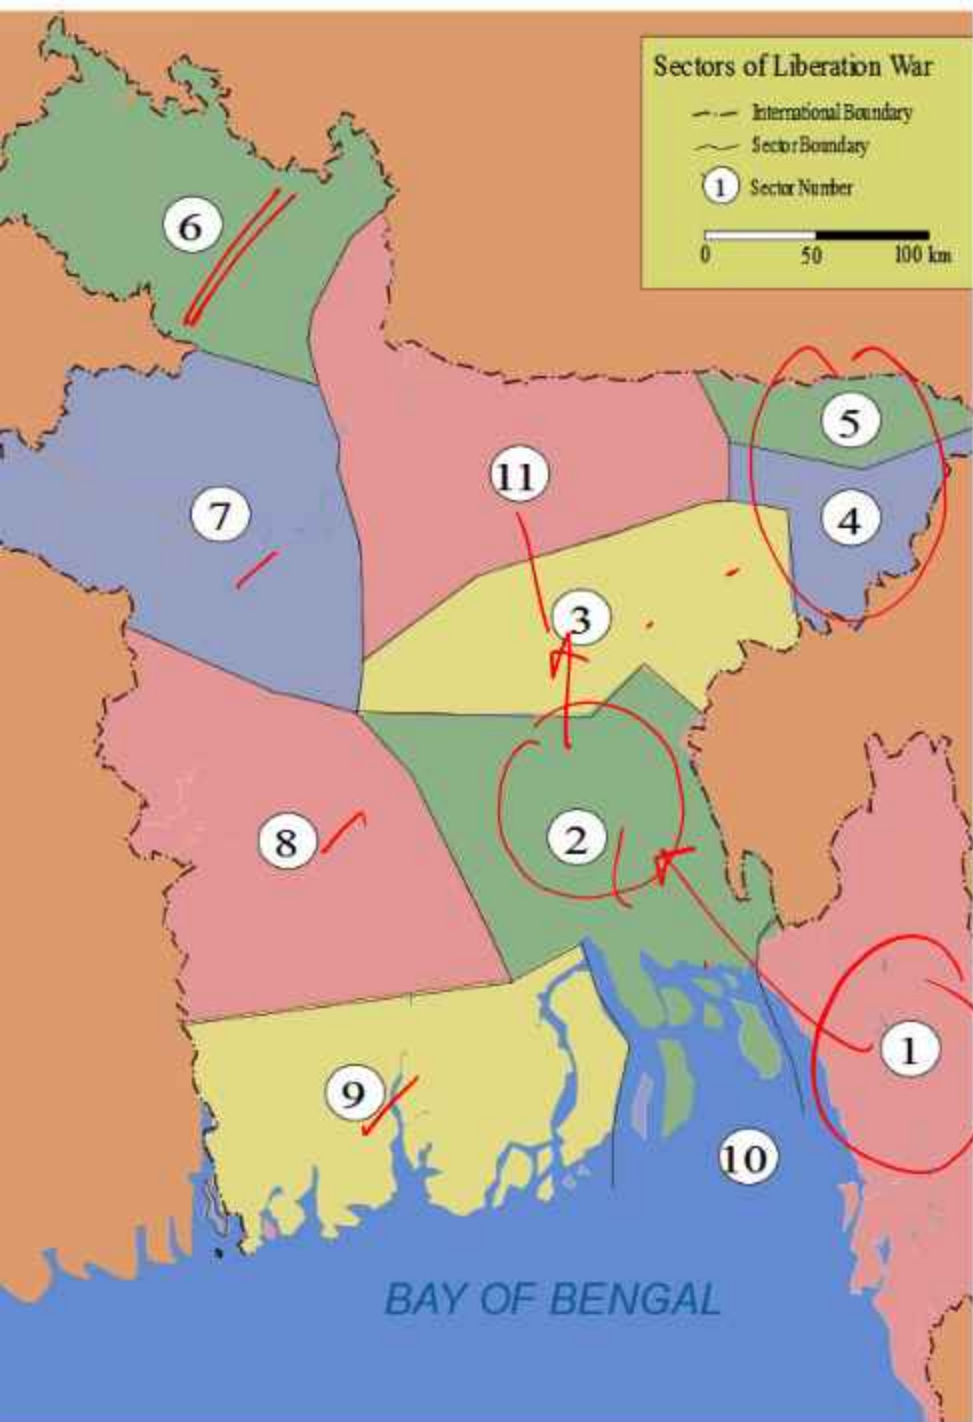 Sectors of Liberation War
International Boundary
Sector Boundary
1 Sector Number
0 50 100 km
6
5
11
4
7
3
2
8
1
9
10
BAY OF BENGAL